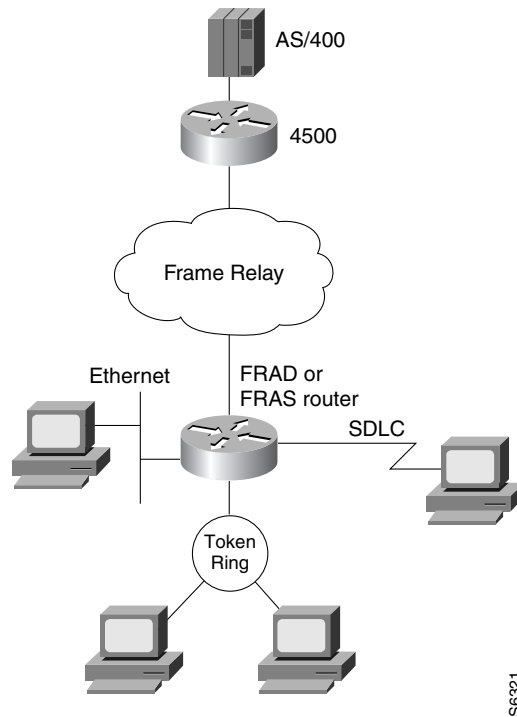 AS/400
4500
Frame Relay
Ethernet
FRAD or
FRAS router
SDLC
Token
Ring
S6321